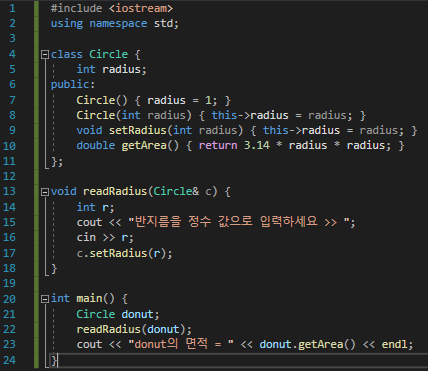 1 #include <iostream>
2 using namespace std;
3
4 class Circle {
5     int radius;
6 public:
7     Circle() { radius = 1; }
8     Circle(int radius) { this->radius = radius; }
9     void setRadius(int radius) { this->radius = radius; }
10     double getArea() { return 3.14 * radius * radius; }
11 };
12
13 void readRadius(Circle& c) {
14     int r;
15     cout << "반지름을 정수 값으로 입력하세요 >> ";
16     cin >> r;
17     c.setRadius(r);
18 }
19
20 int main() {
21     Circle donut;
22     readRadius(donut);
23     cout << "donut의 면적 = " << donut.getArea() << endl;
24 }